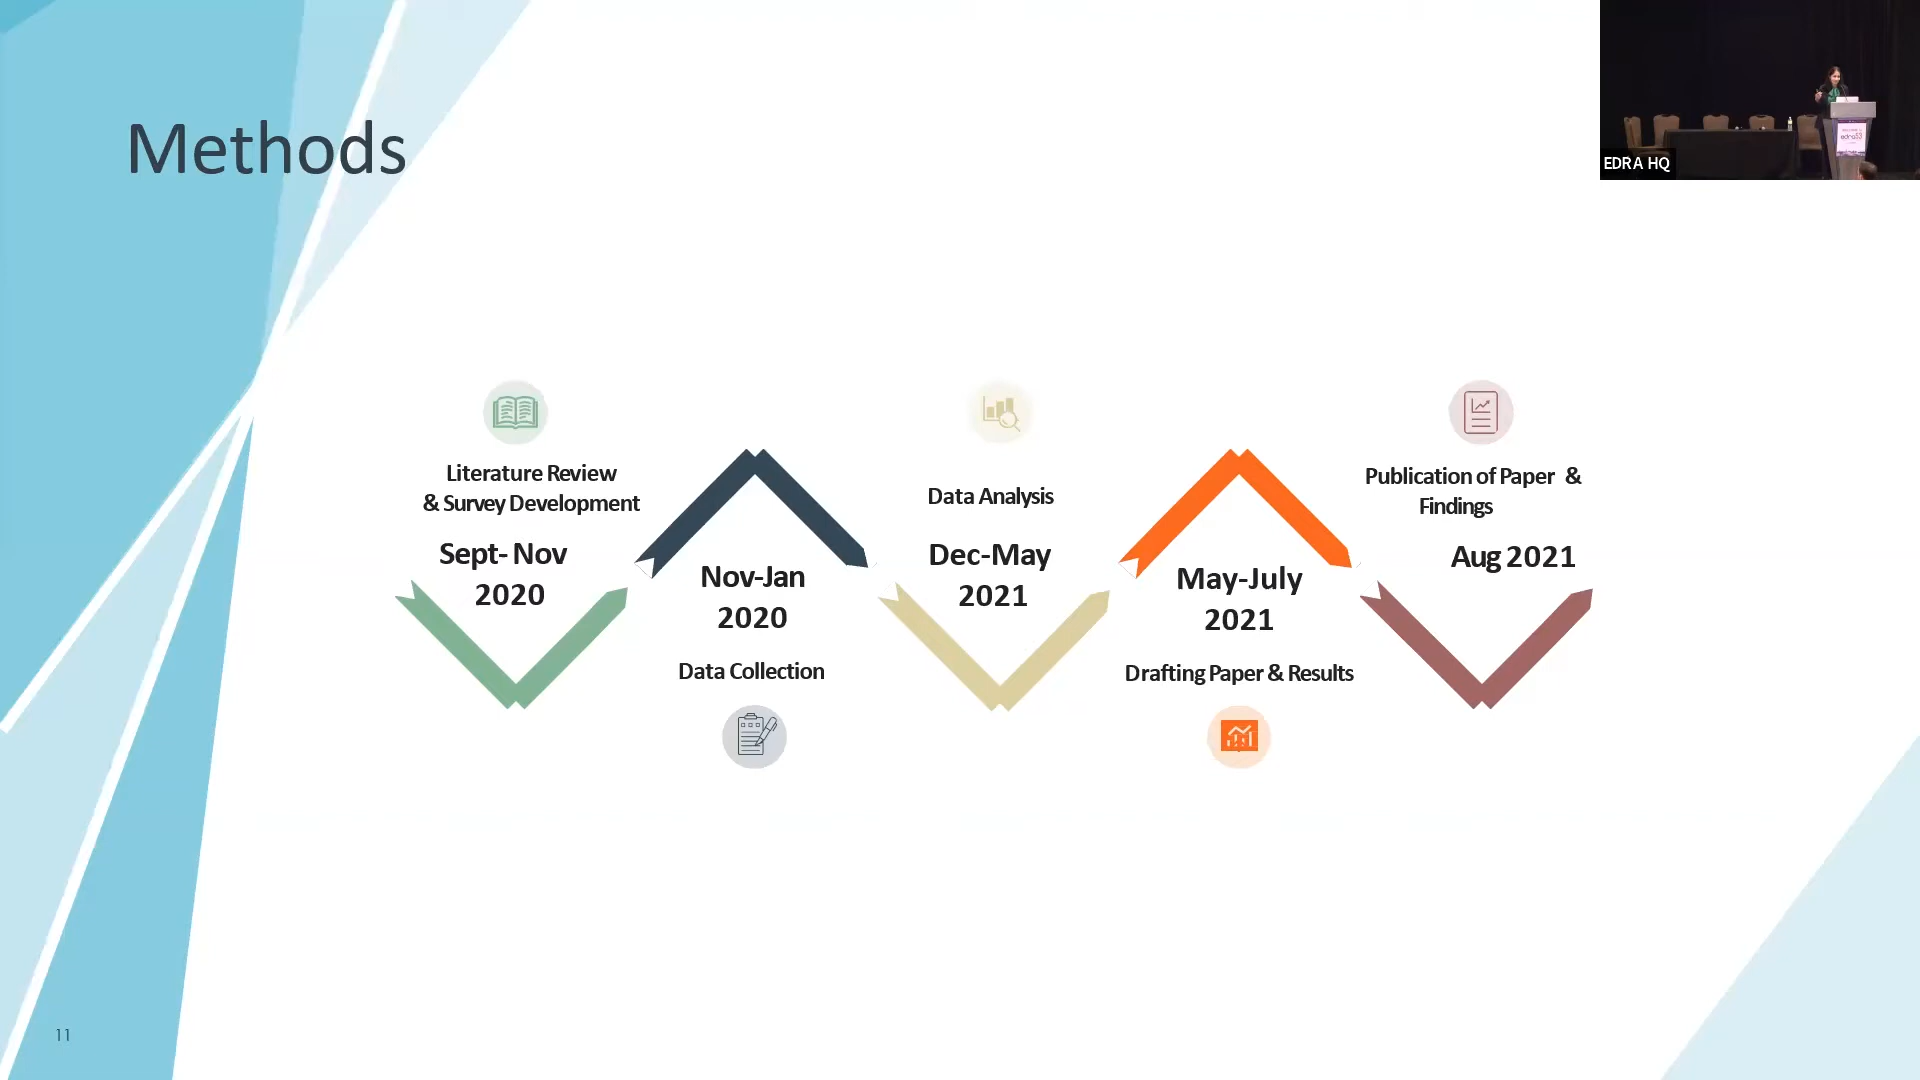 Methods
EDRA HQ
Literature Review
& Survey Development
Sept- Nov
2020
Nov-Jan
2020
Data Collection
Data Analysis
Dec-May
2021
May-July
2021
Drafting Paper & Results
Publication of Paper &
Findings
Aug 2021
edra53
11